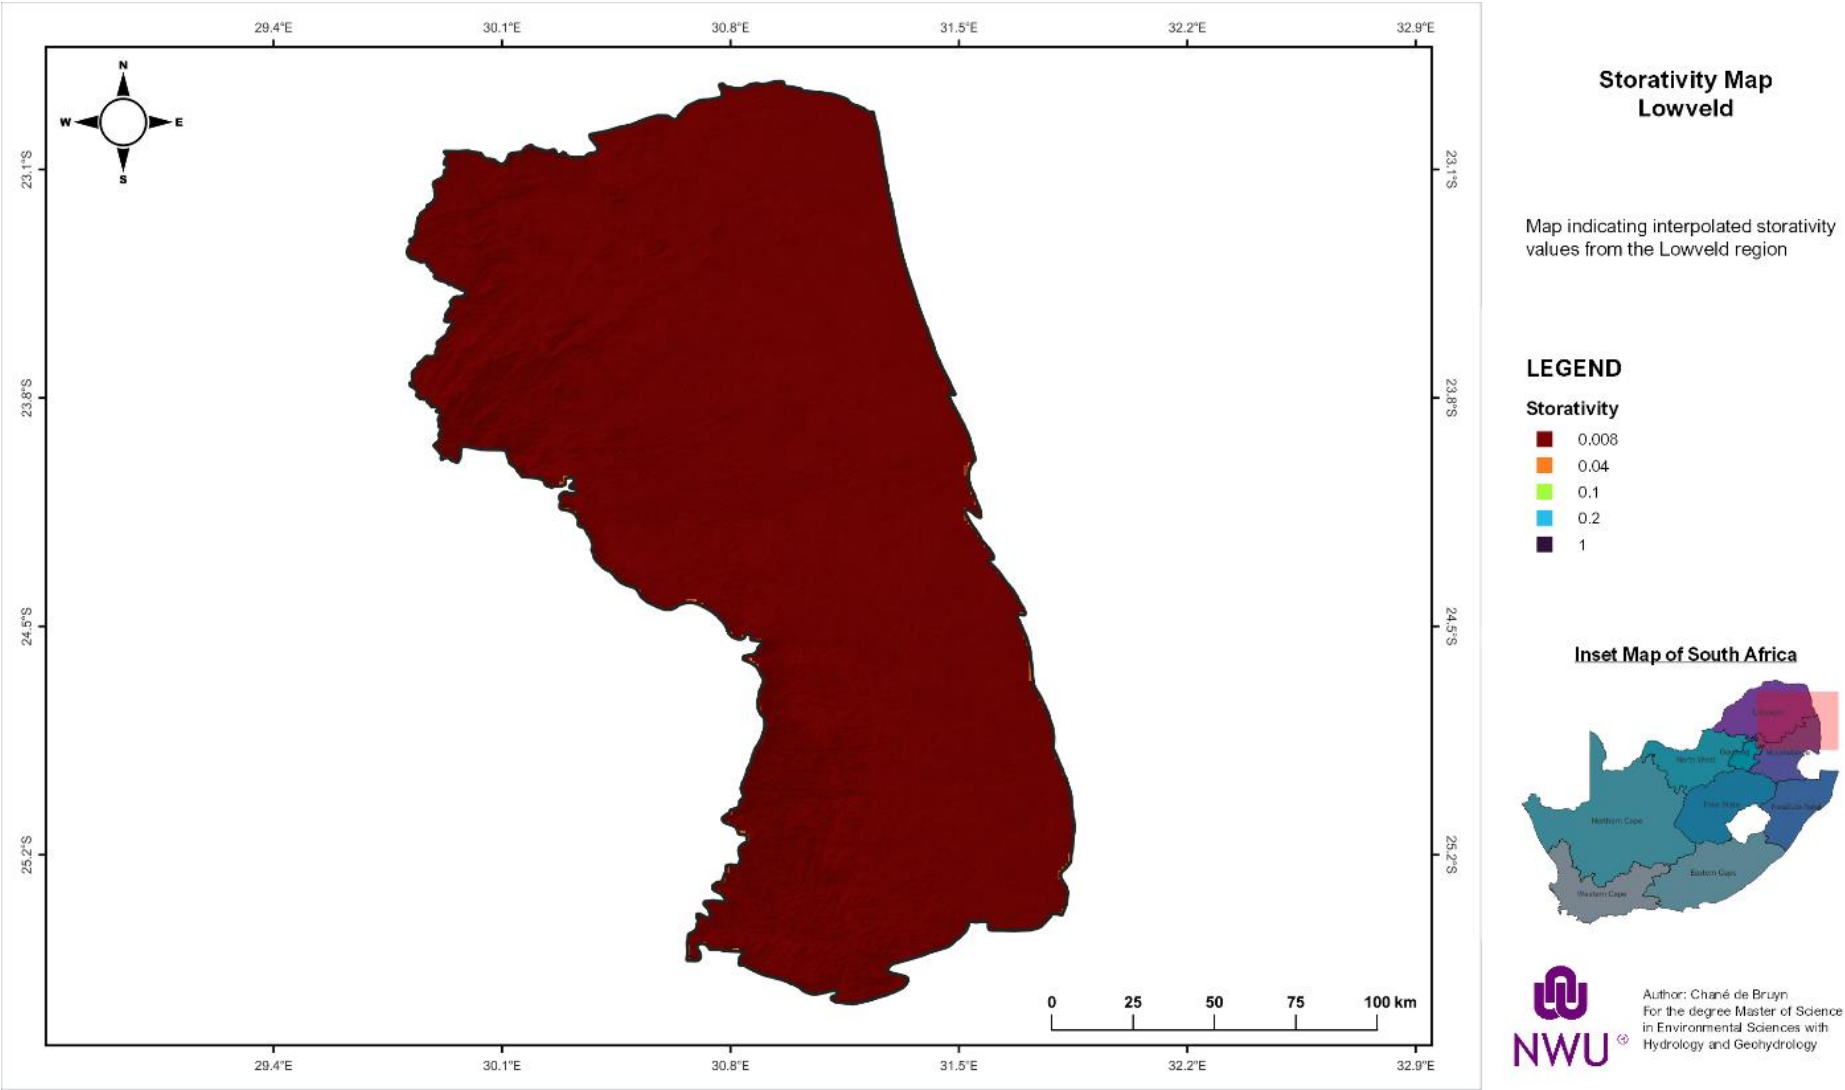 29.4°E 30.1°E 30.8°E 31.5°E 32.2°E 32.9°E
N
W E
S
23.1°S 23.1°S
23.8°S 23.8°S
24.5°S 24.5°S
25.2°S 25.2°S
0 25 50 75 100 km
29.4°E 30.1°E 30.8°E 31.5°E 32.2°E 32.9°E
Storativity Map
Lowveld
Map indicating interpolated storativity
values from the Lowveld region
LEGEND
Storativity
0.008
0.04
0.1
0.2
1
Inset Map of South Africa
Limpopo
North West
Free State
Northern Cape
Eastern Cape
Western Cape
NWU ®
Author: Chané de Bruyn
For the degree Master of Science
in Environmental Sciences with
Hydrology and Geohydrology